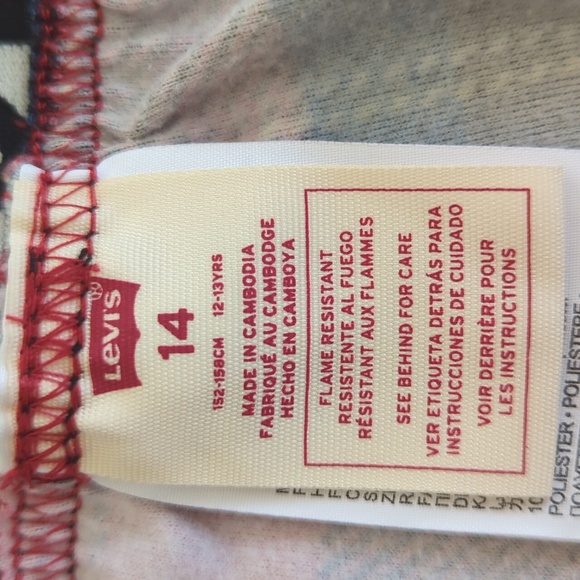 Levi's
14
152-158CM 12-13YRS
MADE IN CAMBODIA
FABRIQUÉ AU CAMBODGE
HECHO EN CAMBOYA
FLAME RESISTANT
RESISTENTE AL FUEGO
RÉSISTANT AUX FLAMMES
SEE BEHIND FOR CARE
VER ETIQUETA DETRÁS PARA
INSTRUCCIONES DE CUIDADO
VOIR DERRIÈRE POUR
LES INSTRUCTIONS
10
POLIESTER • POLIESTERE